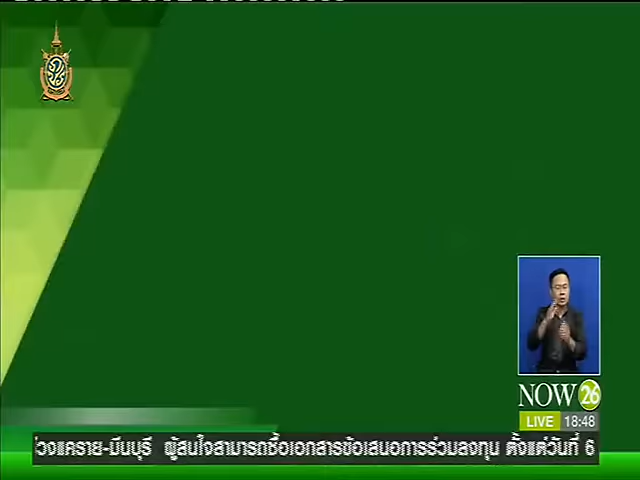 NOW26
LIVE 18:48
่วงแคราย-มีนบุรี ผู้สนใจสามารถซื้อเอกสารข้อเสนอการร่วมลงทุน ตั้งแต่วันที่ 6